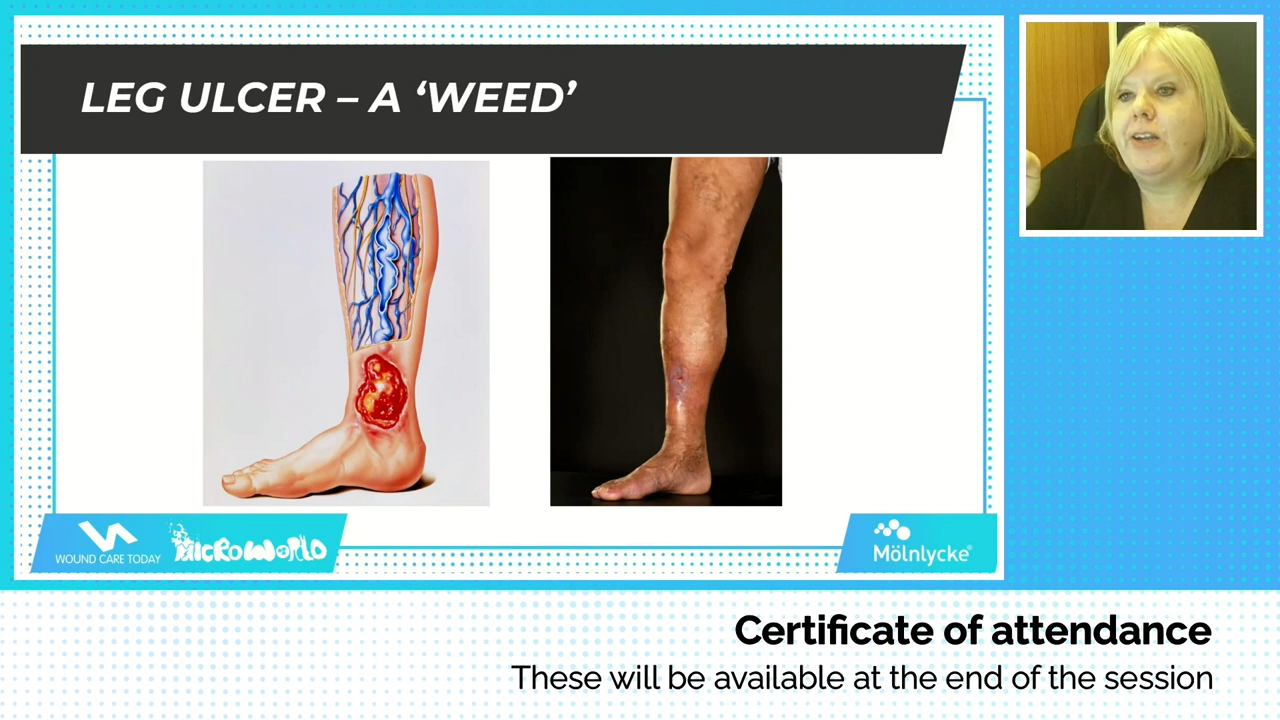 LEG ULCER – A ‘WEED’
WOUND CARE TODAY
MICROWORLD
Mölnlycke®
Certificate of attendance
These will be available at the end of the session